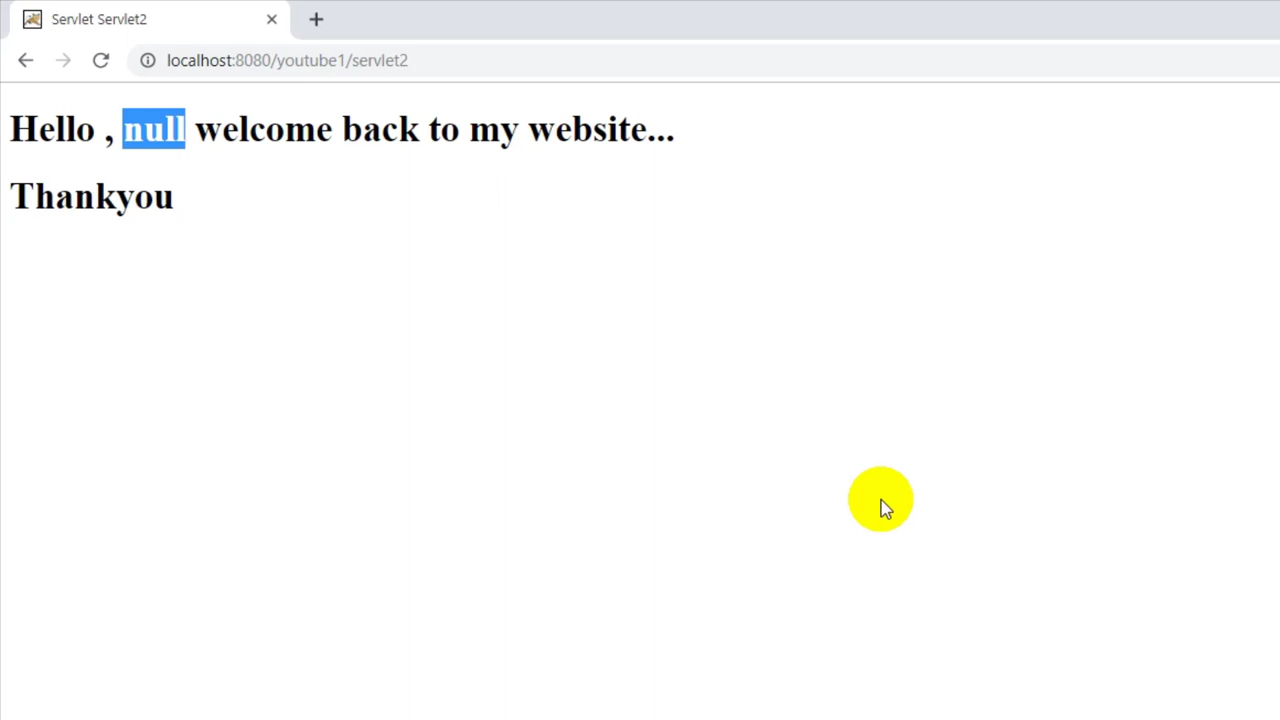 Servlet Servlet2
localhost:8080/youtube1/servlet2
Hello , null welcome back to my website...
Thankyou